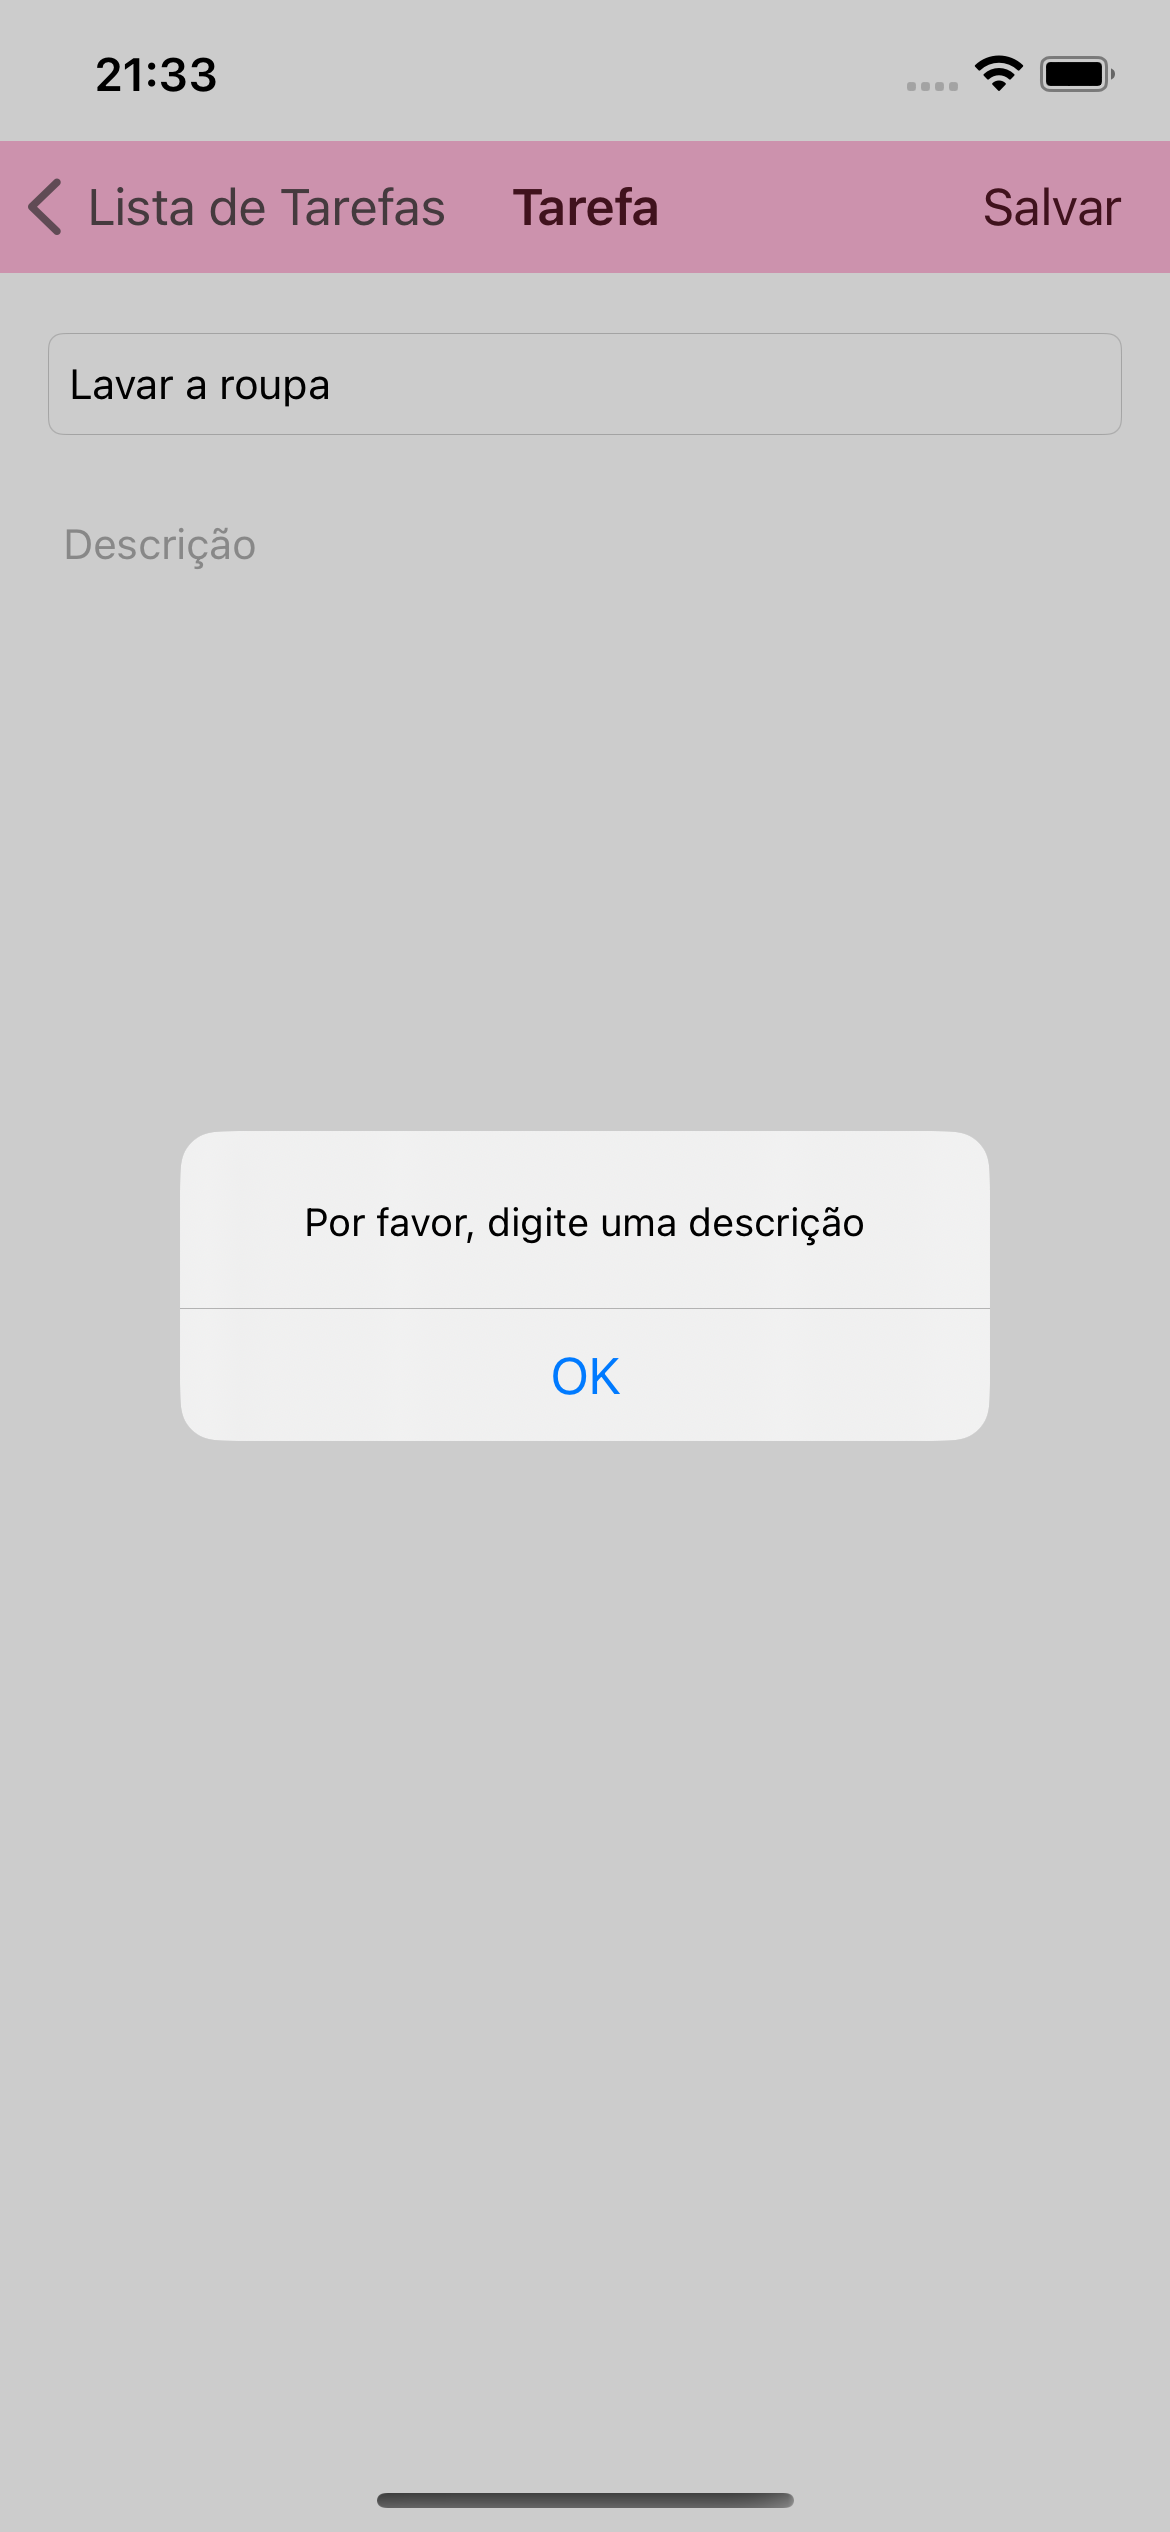 21:33
Lista de Tarefas Tarefa Salvar
Lavar a roupa
Descrição
Por favor, digite uma descrição
OK